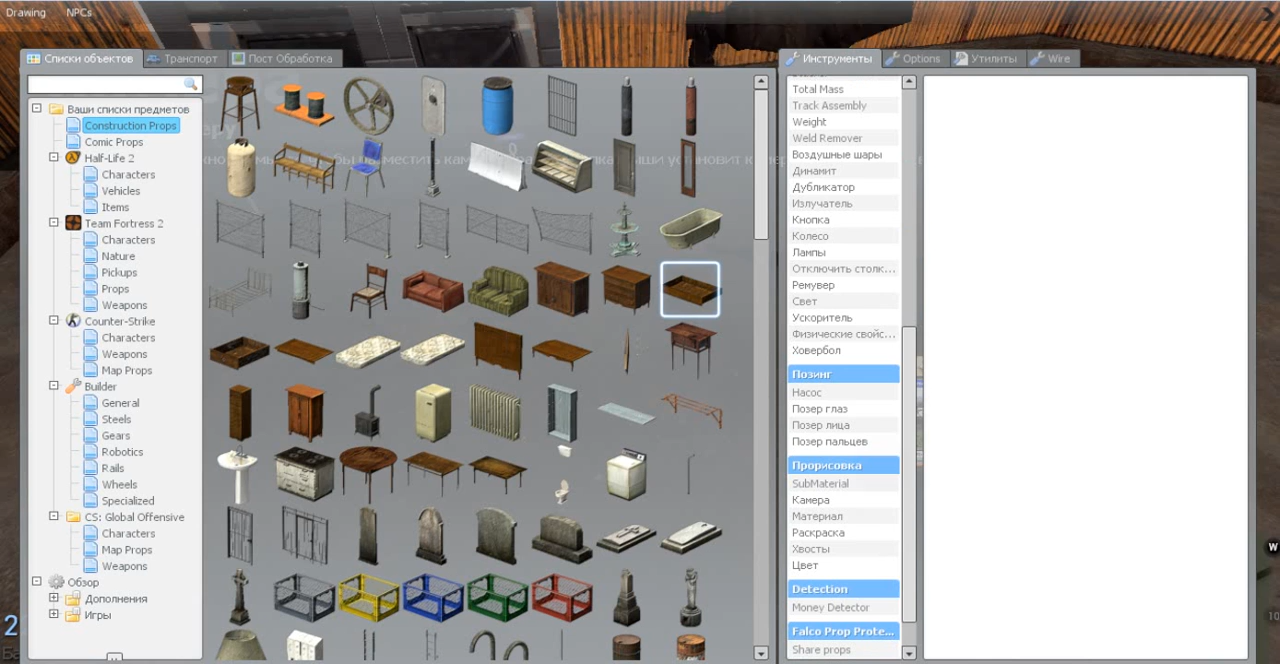 Drawing NPCs
Списки объектов Транспорт Пост Обработка
Инструменты Options Утилиты Wire
Ваши списки предметов
Construction Props
Comic Props
Half-Life 2
Characters
Vehicles
Items
Team Fortress 2
Characters
Nature
Pickups
Props
Weapons
Counter-Strike
Characters
Weapons
Map Props
Builder
General
Steels
Gears
Robotics
Rails
Wheels
Specialized
CS: Global Offensive
Characters
Map Props
Weapons
Обзор
Дополнения
Игры
2
Total Mass
Track Assembly
Weight
Weld Remover
Воздушные шары
Динамит
Дубликатор
Излучатель
Кнопка
Колесо
Лампы
Отключить столк...
Ремувер
Свет
Ускоритель
Физические свойс...
Ховербол
Позинг
Насос
Позер глаз
Позер лица
Позер пальцев
Прорисовка
SubMaterial
Камера
Материал
Раскраска
Хвосты
Цвет
Detection
Money Detector
Falco Prop Prote...
Share props
W
10